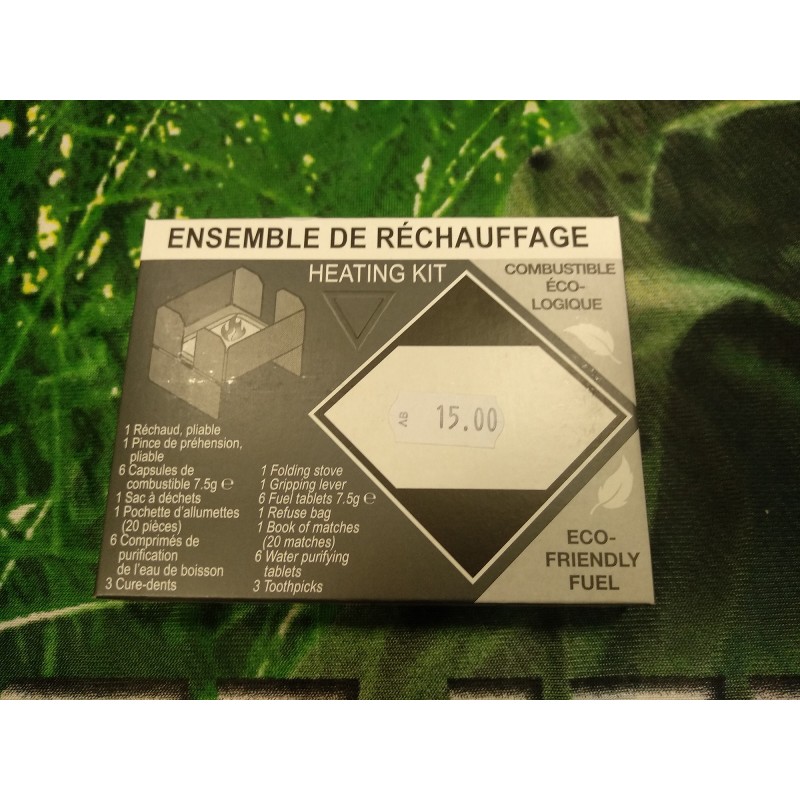 ENSEMBLE DE RÉCHAUFFAGE
HEATING KIT
COMBUSTIBLE
ÉCO-
LOGIQUE
AB 15.00
1 Réchaud, pliable
1 Pince de préhension,
pliable
6 Capsules de
combustible 7.5g ℮
1 Sac à déchets
1 Pochette d'allumettes
(20 pièces)
6 Comprimés de
purification
de l'eau de boisson
3 Cure-dents
1 Folding stove
1 Gripping lever
6 Fuel tablets 7.5g ℮
1 Refuse bag
1 Book of matches
(20 matches)
6 Water purifying
tablets
3 Toothpicks
ECO-
FRIENDLY
FUEL